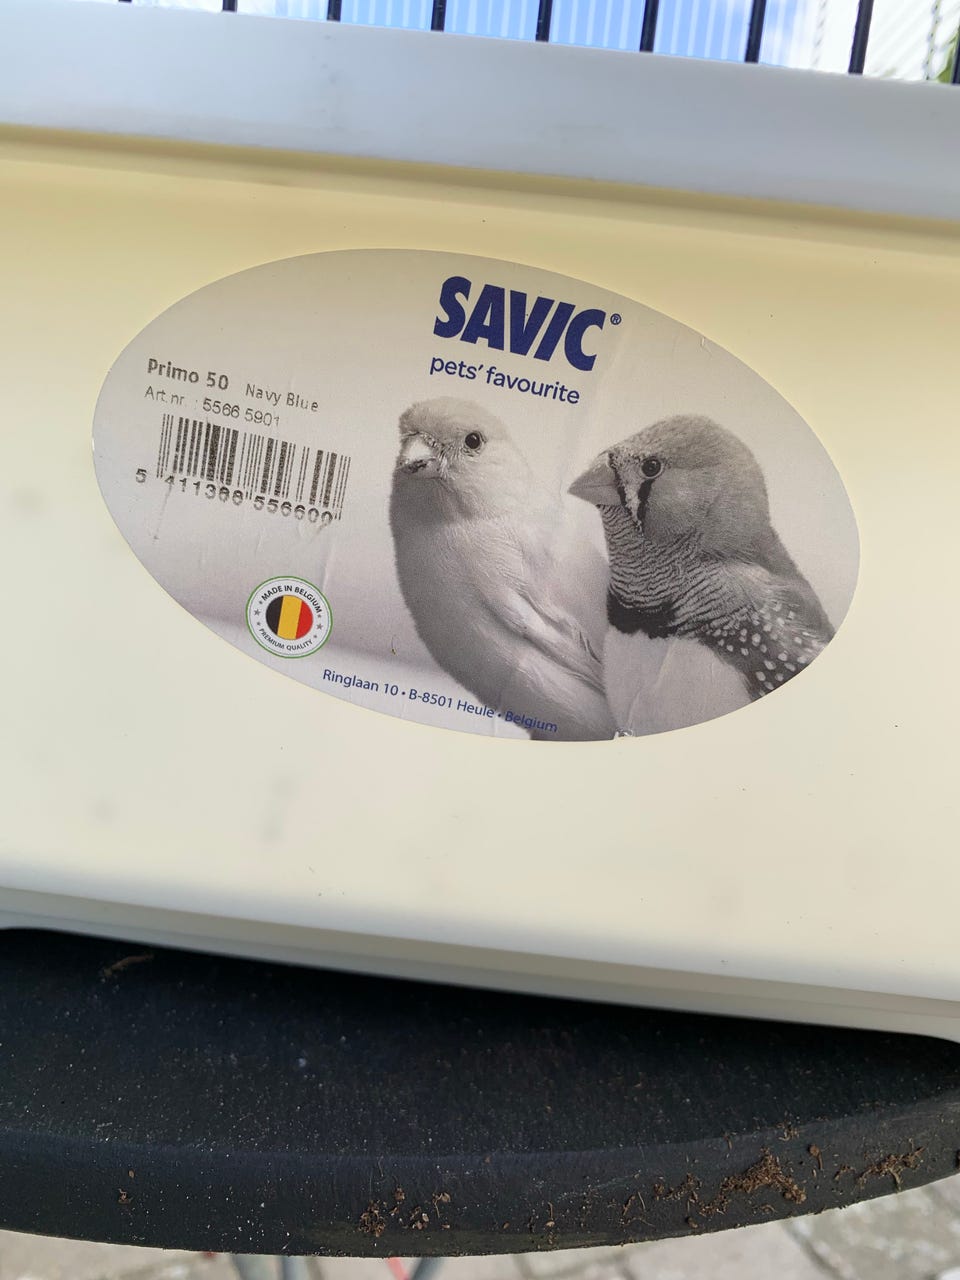 SAVIC®
pets' favourite
Primo 50 Navy Blue
Art.nr. : 5566 5901
5 411388 556609
MADE IN BELGIUM
PREMIUM QUALITY
Ringlaan 10 • B-8501 Heule • Belgium